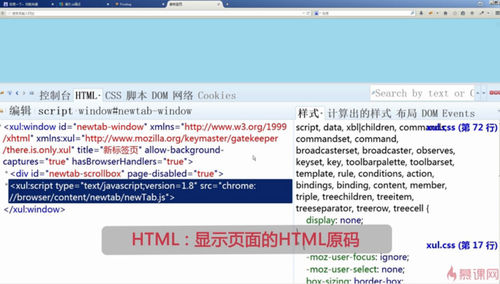 新标签页
控制台 HTML CSS 脚本 DOM 网络 Cookies
Search by text or CSS
编辑 script window#newtab-window
样式 计算出的样式 布局 DOM Events
<xul:window id="newtab-window" xmlns="http://www.w3.org/1999
/xhtml" xmlns:xul="http://www.mozilla.org/keymaster/gatekeeper
/there.is.only.xul" title="新标签页" allow-background-
captures="true" hasBrowserHandlers="true">
<div id="newtab-scrollbox" page-disabled="true">
<xul:script type="text/javascript;version=1.8" src="chrome:
//browser/content/newtab/newTab.js">
</xul:window>
script, data, xbl|children, commands,
xul.css (第 72 行)
commandset, command,
broadcasterset, broadcaster, observes,
keyset, key, toolbarpalette, toolbarset,
template, rule, conditions, action,
bindings, binding, content, member,
triple, treechildren, treeitem,
treeseparator, treerow, treecell {
display: none;
}
xul.css (第 17 行)
-moz-user-focus: ignore;
-moz-user-select: none;
box-sizing: border-box;
HTML：显示页面的HTML原码
慕课网